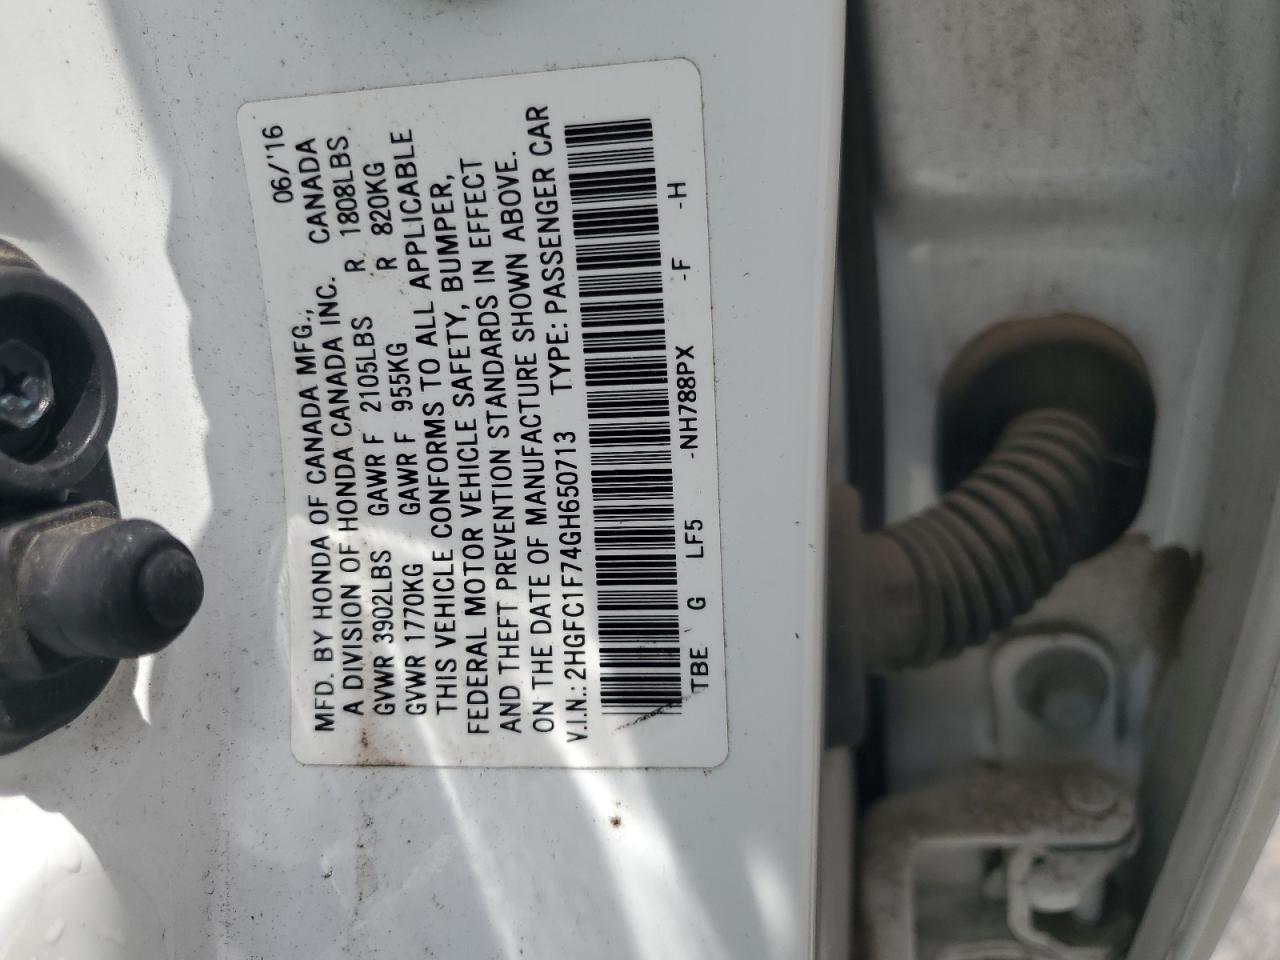 MFD. BY HONDA OF CANADA MFG., 06/'16
A DIVISION OF HONDA CANADA INC. CANADA
GVWR 3902LBS GAWR F 2105LBS R 1808LBS
GVWR 1770KG GAWR F 955KG R 820KG
THIS VEHICLE CONFORMS TO ALL APPLICABLE
FEDERAL MOTOR VEHICLE SAFETY, BUMPER,
AND THEFT PREVENTION STANDARDS IN EFFECT
ON THE DATE OF MANUFACTURE SHOWN ABOVE.
V.I.N.: 2HGFC1F74GH650713 TYPE: PASSENGER CAR
TBE G LF5 -NH788PX -F -H